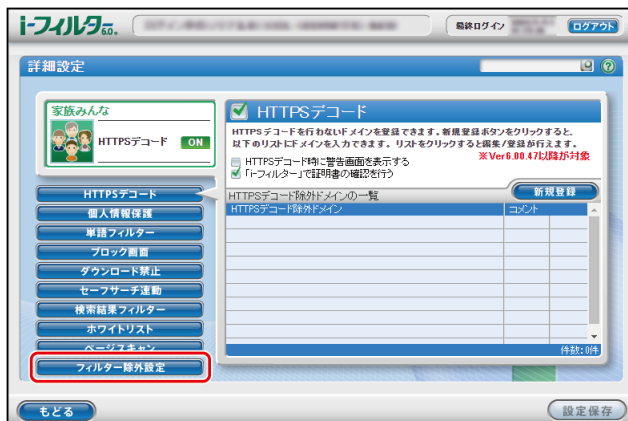 i-フィルタ6.0.
最終ログイン
ログアウト
詳細設定
家族みんな
HTTPSデコード ON
HTTPSデコード
HTTPSデコードを行わないドメインを登録できます。新規登録ボタンをクリックすると、
以下のリストにドメインを入力できます。リストをクリックすると編集/登録が行えます。
HTTPSデコード時に警告画面を表示する
※Ver6.00.47以降が対象
「i-フィルター」で証明書の確認を行う
HTTPSデコード除外ドメインの一覧
新規登録
HTTPSデコード除外ドメイン コメント
件数:0件
HTTPSデコード
個人情報保護
単語フィルター
ブロック画面
ダウンロード禁止
セーフサーチ連動
検索結果フィルター
ホワイトリスト
ページスキャン
フィルター除外設定
もどる
設定保存